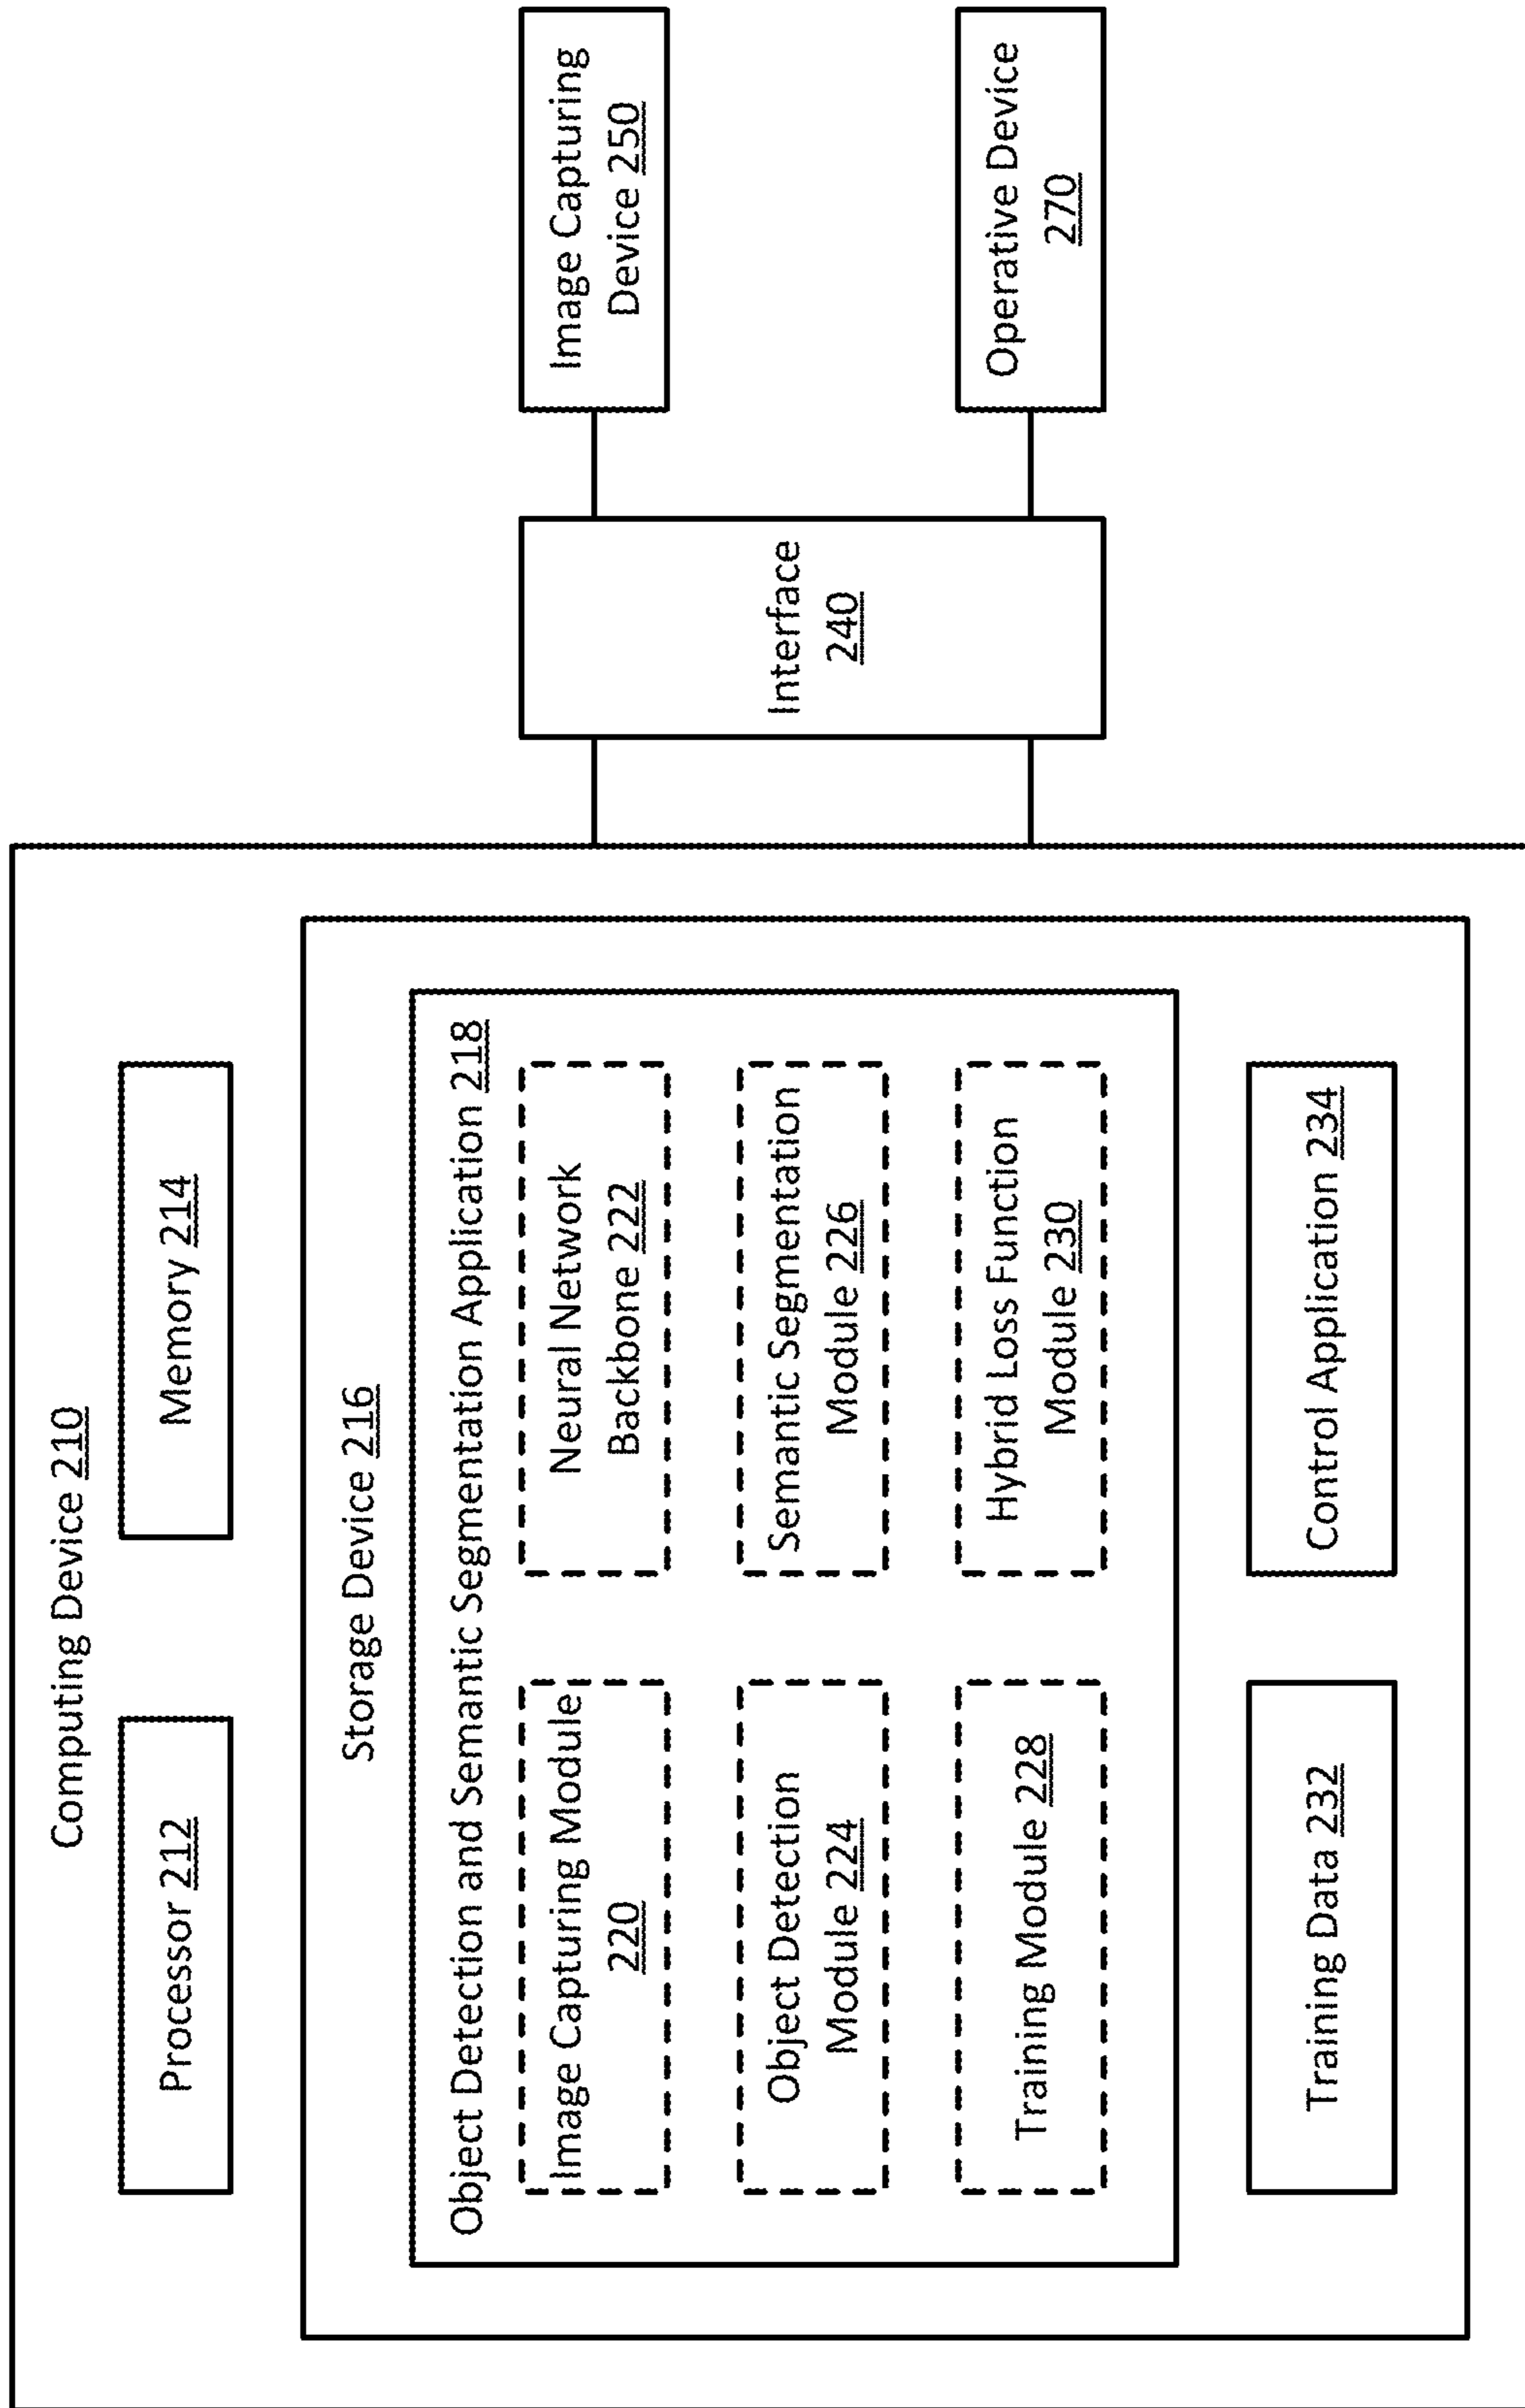 Computing Device 210
Processor 212
Memory 214
Storage Device 216
Object Detection and Semantic Segmentation Application 218
Image Capturing Module
220
Neural Network
Backbone 222
Object Detection
Module 224
Semantic Segmentation
Module 226
Training Module 228
Hybrid Loss Function
Module 230
Training Data 232
Control Application 234
Interface
240
Image Capturing
Device 250
Operative Device
270